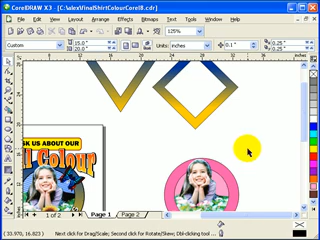 CorelDRAW X3 - [C:\alex\FinalShirtColourCorel8.cdr]
File Edit View Layout Arrange Effects Bitmaps Text Tools Window Help
125%
Custom 15.0 " 20.0 " Units: inches 0.1 " 0.25 " 0.25 "
inches
SK US ABOUT OUR
Colour
1 of 2 Page 1 Page 2
( 33.970, 16.823 ) Next click for Drag/Scale; Second click for Rotate/Skew; Dbl-clicking tool ...